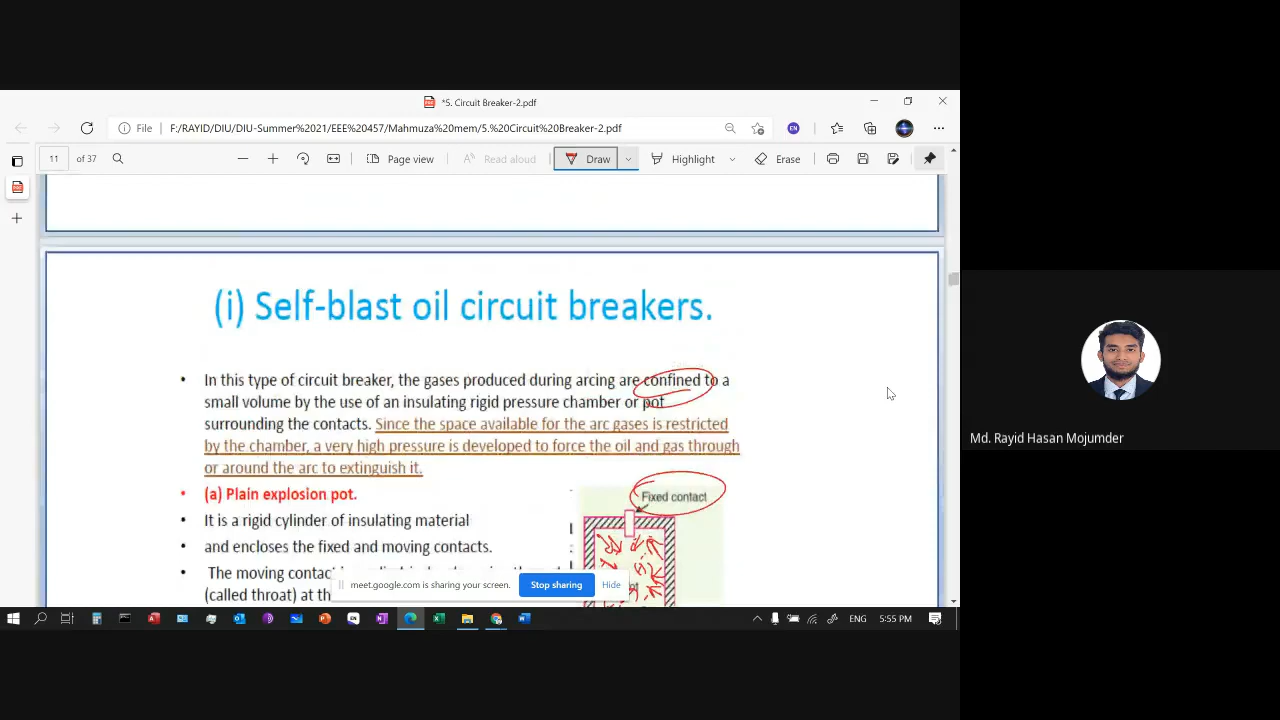 *5. Circuit Breaker-2.pdf
File F:/RAYID/DIU/DIU-Summer%2021/EEE%20457/Mahmuza%20mem/5.%20Circuit%20Breaker-2.pdf EN
11 of 37 Page view Read aloud Draw Highlight Erase
(i) Self-blast oil circuit breakers.
• In this type of circuit breaker, the gases produced during arcing are confined to a
small volume by the use of an insulating rigid pressure chamber or pot
surrounding the contacts. Since the space available for the arc gases is restricted
by the chamber, a very high pressure is developed to force the oil and gas through
or around the arc to extinguish it.
• (a) Plain explosion pot.
Fixed contact
• It is a rigid cylinder of insulating material
• and encloses the fixed and moving contacts.
• The moving contact
(called throat) at th
meet.google.com is sharing your screen. Stop sharing Hide
ENG 5:55 PM
Md. Rayid Hasan Mojumder